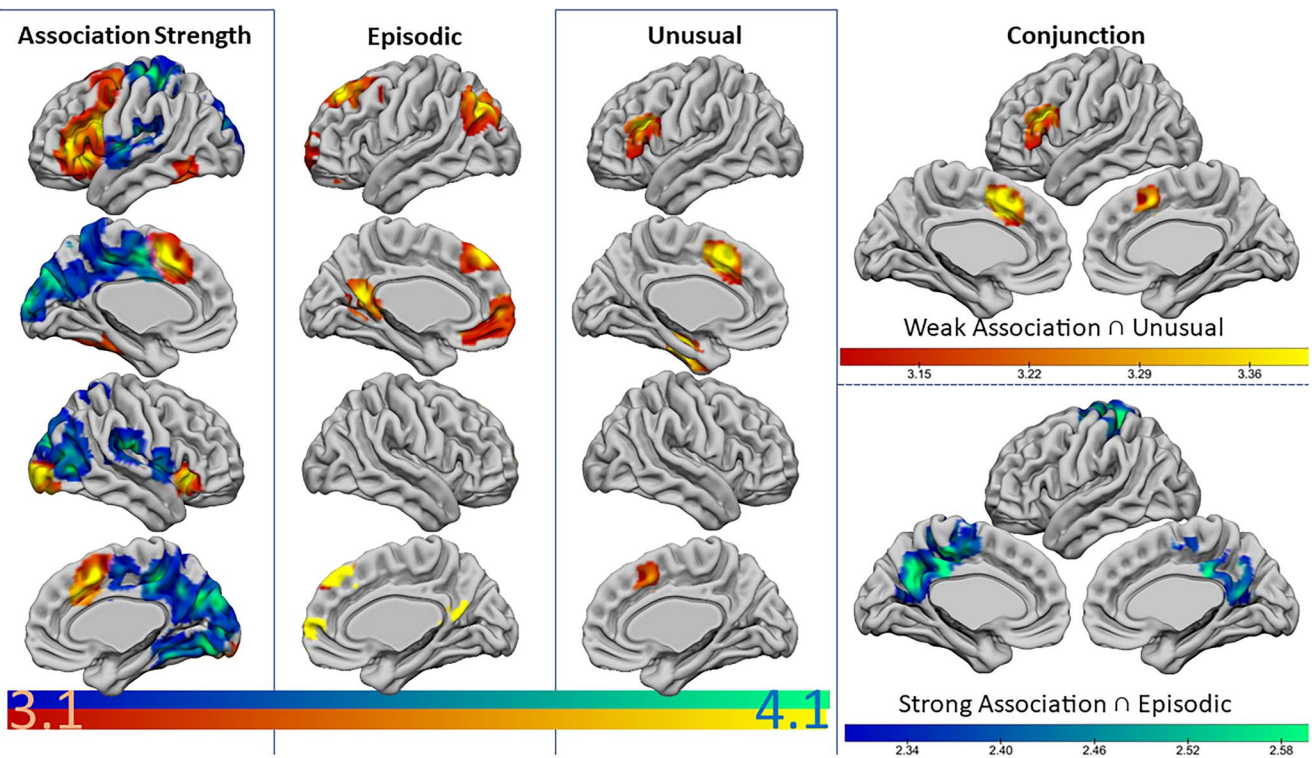 Association Strength
Episodic
Unusual
Conjunction
Weak Association ∩ Unusual
3.15 3.22 3.29 3.36
3.1 4.1
Strong Association ∩ Episodic
2.34 2.40 2.46 2.52 2.58